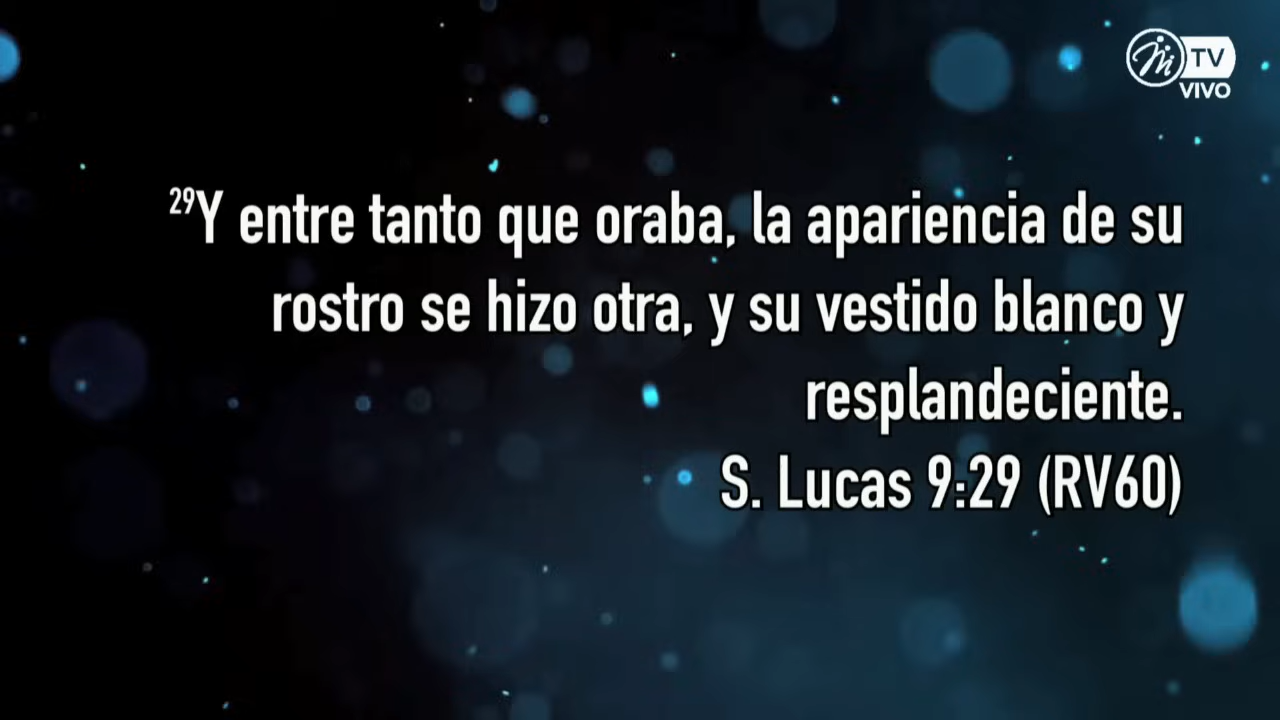 TV
VIVO
²⁹Y entre tanto que oraba, la apariencia de su
rostro se hizo otra, y su vestido blanco y
resplandeciente.
S. Lucas 9:29 (RV60)